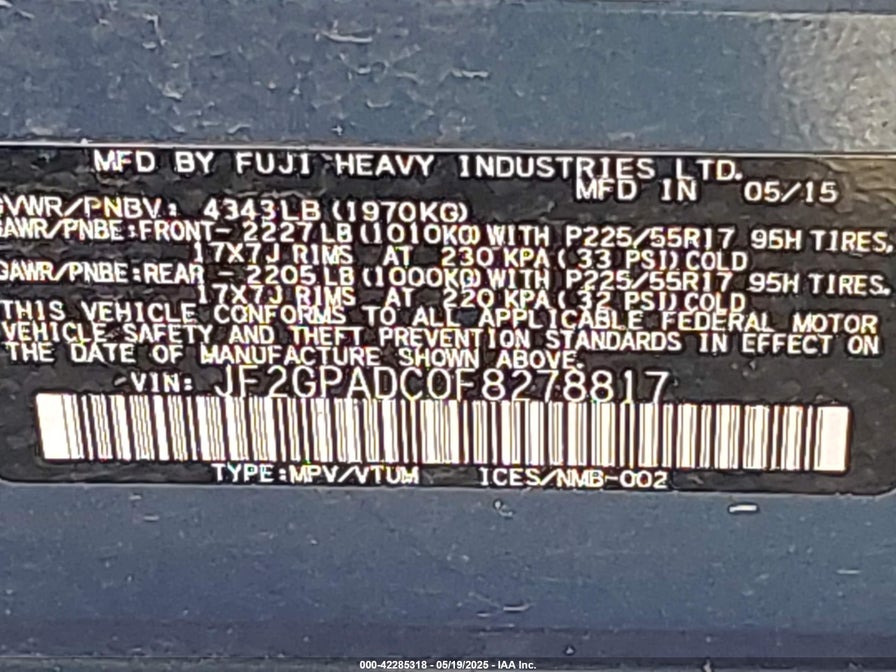 MFD BY FUJI HEAVY INDUSTRIES LTD.
MFD IN 05/15
GVWR/PNBV: 4343LB (1970KG)
GAWR/PNBE:FRONT- 2227LB(1010KG) WITH P225/55R17 95H TIRES,
17X7J RIMS AT 230 KPA(33 PSI) COLD
GAWR/PNBE:REAR - 2205LB(1000KG) WITH P225/55R17 95H TIRES,
17X7J RIMS AT 220 KPA(32 PSI) COLD
THIS VEHICLE CONFORMS TO ALL APPLICABLE FEDERAL MOTOR
VEHICLE SAFETY AND THEFT PREVENTION STANDARDS IN EFFECT ON
THE DATE OF MANUFACTURE SHOWN ABOVE.
VIN: JF2GPADC0F8278817
TYPE:MPV/VTUM ICES/NMB-002
000-42285318 - 05/19/2025 - IAA Inc.